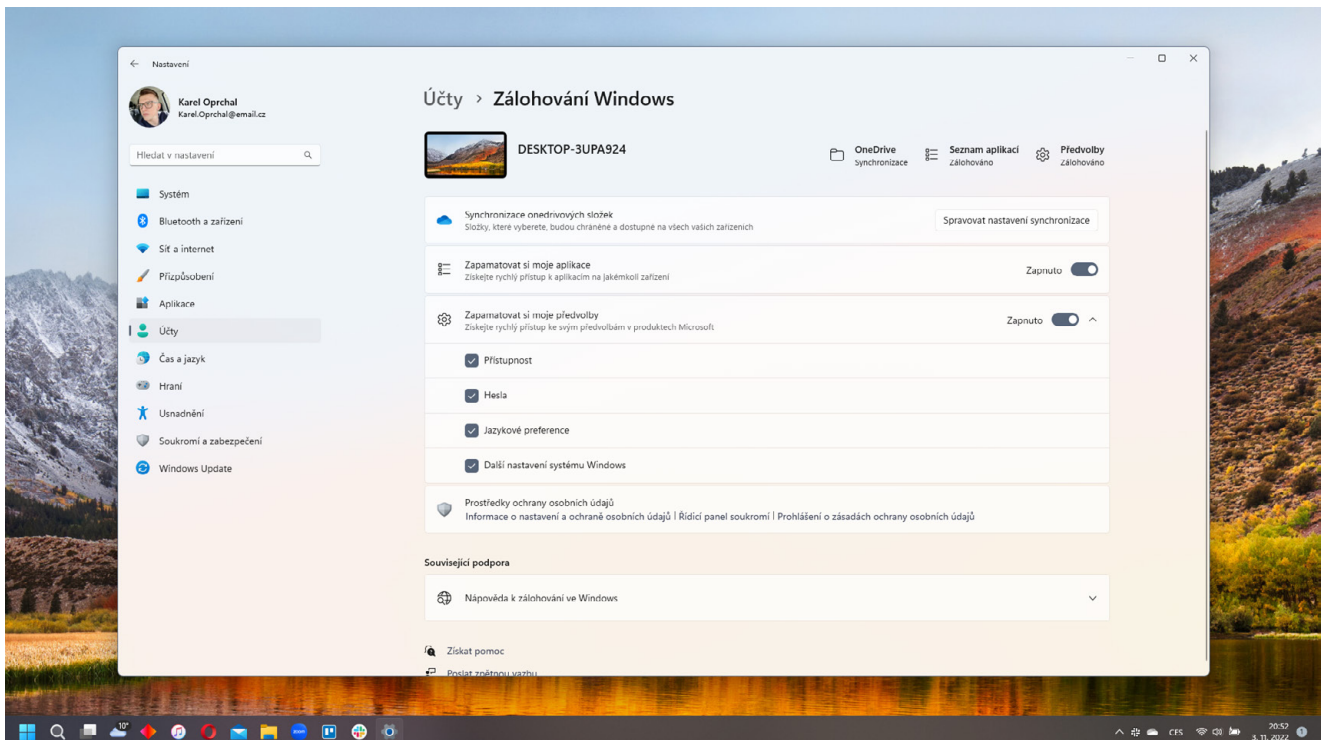 Nastavení
Karel Oprchal
Karel.Oprchal@email.cz
Hledat v nastavení
Systém
Bluetooth a zařízení
Síť a internet
Přizpůsobení
Aplikace
Účty
Čas a jazyk
Hraní
Usnadnění
Soukromí a zabezpečení
Windows Update
Účty > Zálohování Windows
DESKTOP-3UPA924
OneDrive
Synchronizace
Seznam aplikací
Zálohováno
Předvolby
Zálohováno
Synchronizace onedrivových složek
Složky, které vyberete, budou chráněné a dostupné na všech vašich zařízeních
Spravovat nastavení synchronizace
Zapamatovat si moje aplikace
Získejte rychlý přístup k aplikacím na jakémkoli zařízení
Zapnuto
Zapamatovat si moje předvolby
Získejte rychlý přístup ke svým předvolbám v produktech Microsoft
Zapnuto
Přístupnost
Hesla
Jazykové preference
Další nastavení systému Windows
Prostředky ochrany osobních údajů
Informace o nastavení a ochraně osobních údajů | Řídicí panel soukromí | Prohlášení o zásadách ochrany osobních údajů
Související podpora
Nápověda k zálohování ve Windows
Získat pomoc
Poslat zpětnou vazbu
10°
zoom
CES
20:52
3. 11. 2022
1